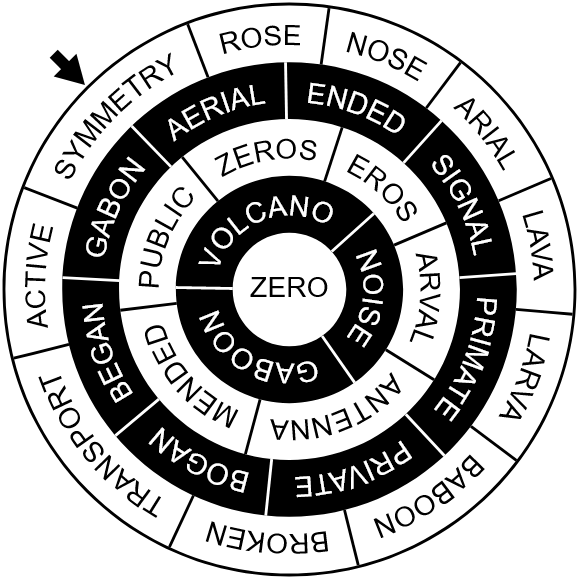 SYMMETRY
ROSE
NOSE
ARIAL
LAVA
LARVA
BABOON
BROKEN
TRANSPORT
ACTIVE
GABON
AERIAL
ENDED
SIGNAL
PRIMATE
PRIVATE
BOGAN
BEGAN
PUBLIC
ZEROS
EROS
ARVAL
ANTENNA
MENDED
VOLCANO
NOISE
GABOON
ZERO